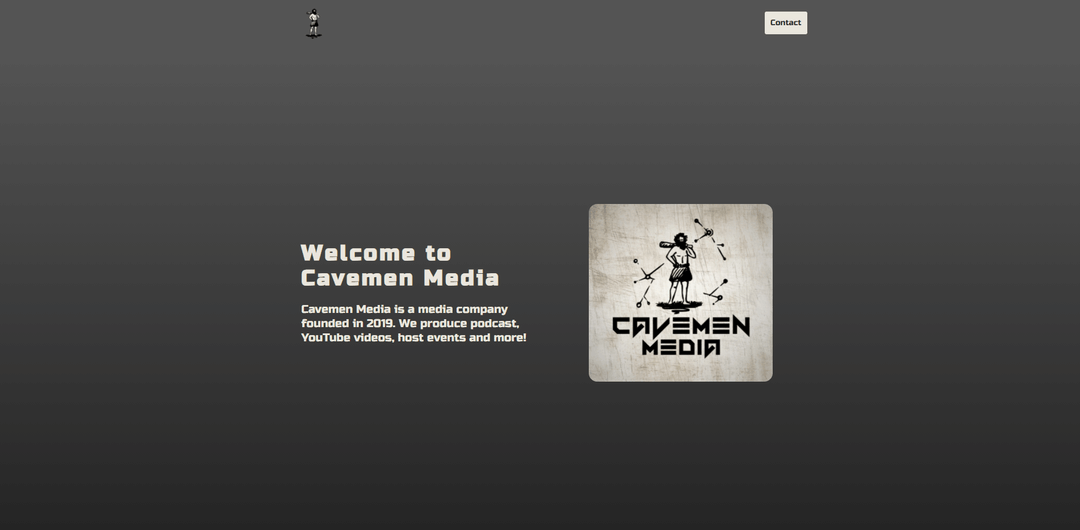 Contact
Welcome to
Cavemen Media
Cavemen Media is a media company
founded in 2019. We produce podcast,
YouTube videos, host events and more!
CAVEMEN
MEDIA